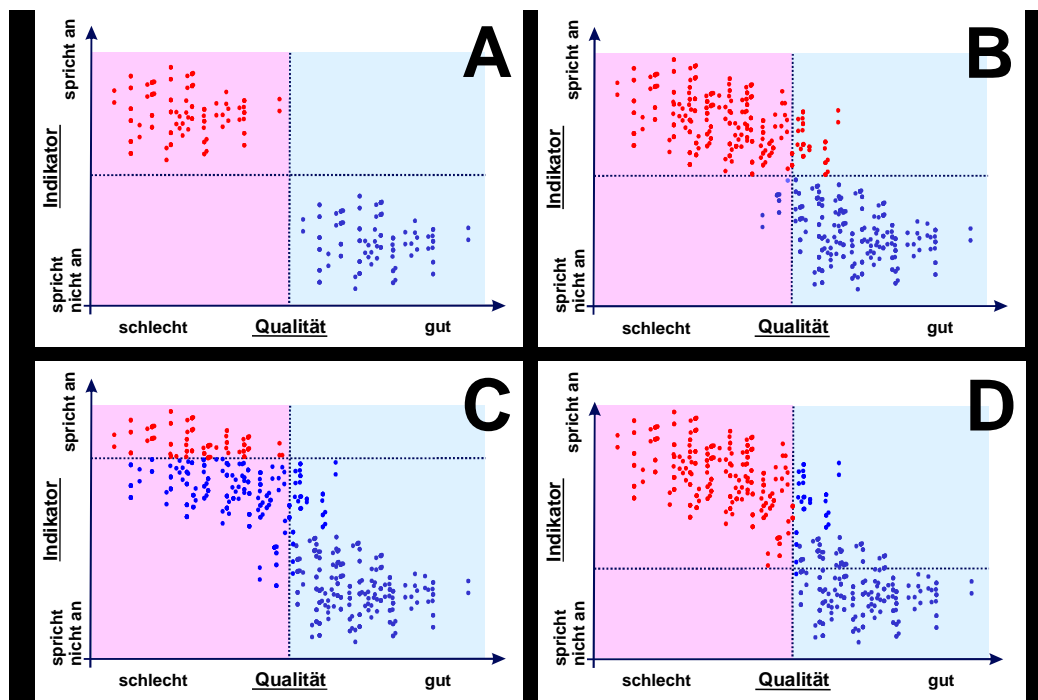 A
spricht an
Indikator
spricht
nicht an
schlecht
Qualität
gut
B
spricht an
Indikator
spricht
nicht an
schlecht
Qualität
gut
C
spricht an
Indikator
spricht
nicht an
schlecht
Qualität
gut
D
spricht an
Indikator
spricht
nicht an
schlecht
Qualität
gut